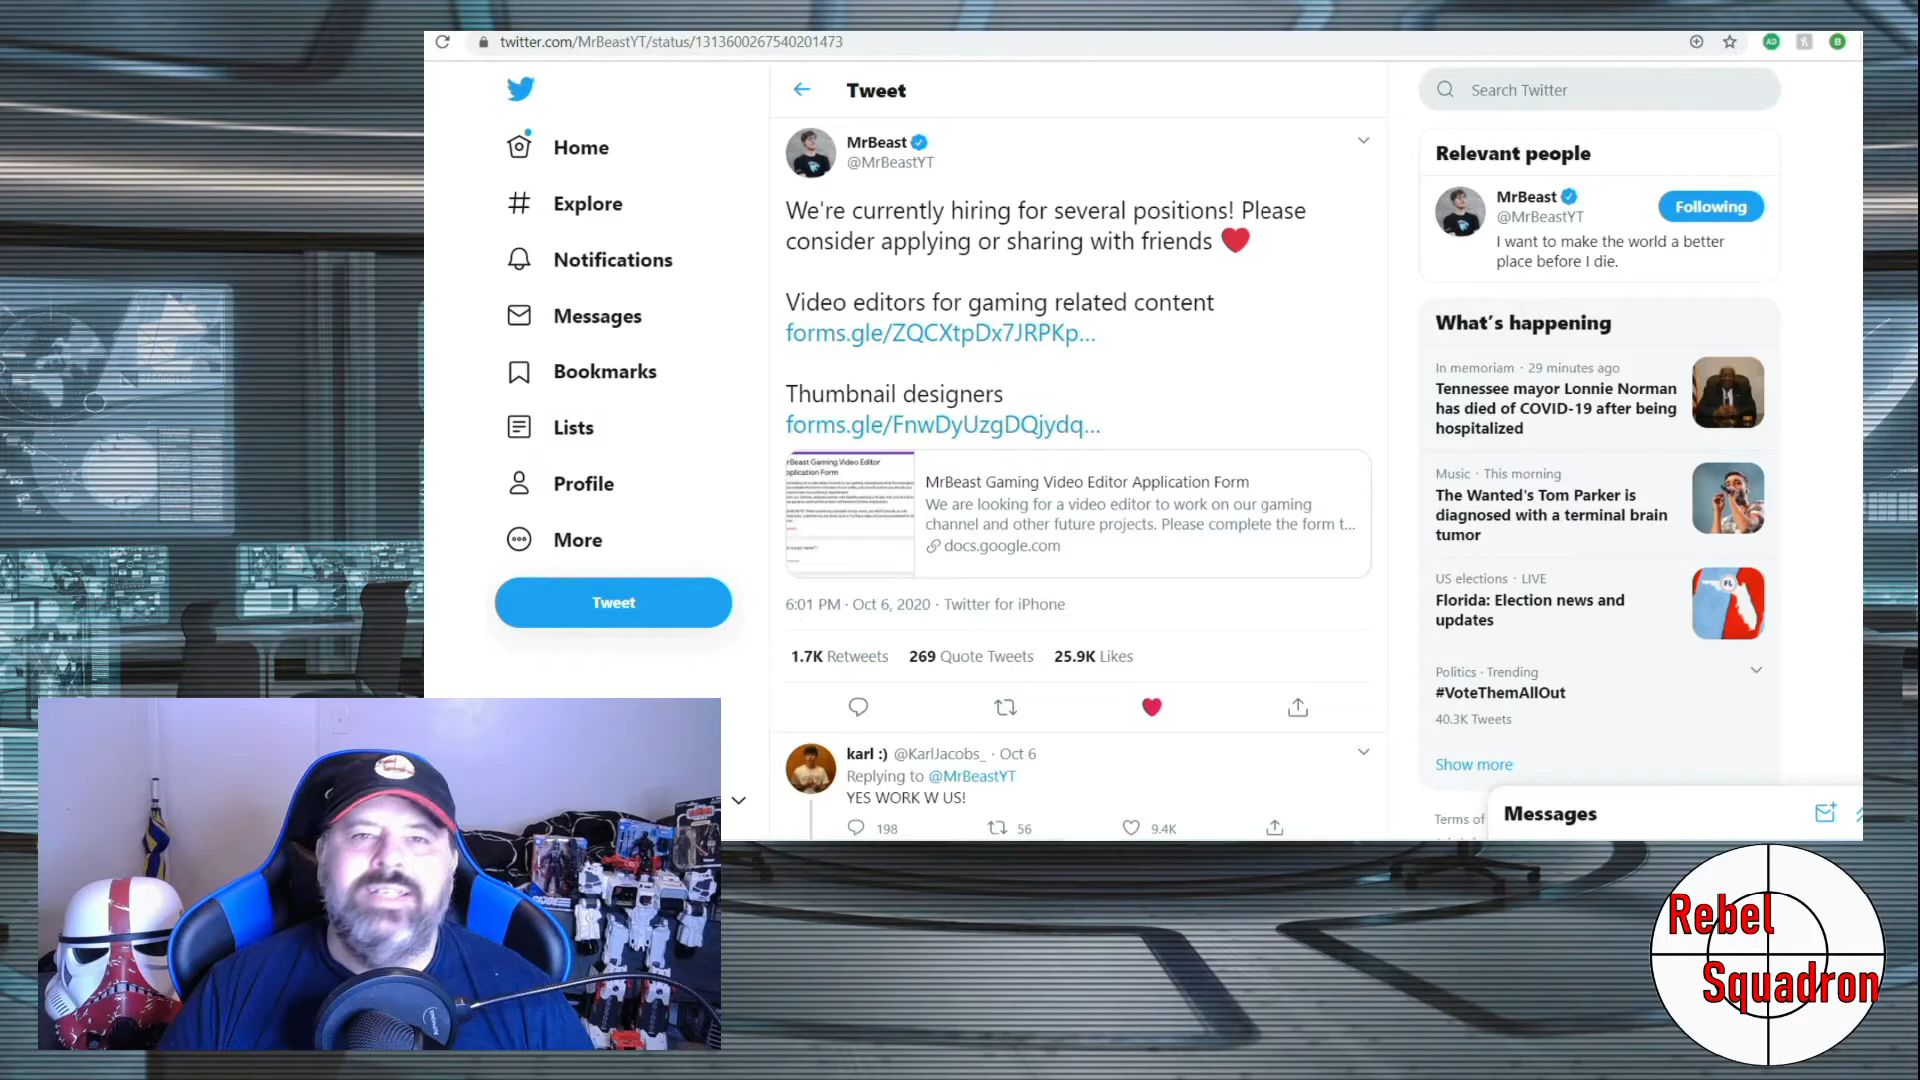 twitter.com/MrBeastYT/status/1313600267540201473
Home
Explore
Notifications
Messages
Bookmarks
Lists
Profile
More
Tweet
Tweet
MrBeast
@MrBeastYT
We're currently hiring for several positions! Please
consider applying or sharing with friends
Video editors for gaming related content
forms.gle/ZQCXtpDx7JRPKp...
Thumbnail designers
forms.gle/FnwDyUzgDQjydq...
MrBeast Gaming Video Editor Application Form
We are looking for a video editor to work on our gaming
channel and other future projects. Please complete the form t...
docs.google.com
6:01 PM · Oct 6, 2020 · Twitter for iPhone
1.7K Retweets 269 Quote Tweets 25.9K Likes
karl :) @KarlJacobs_ · Oct 6
Replying to @MrBeastYT
YES WORK W US!
198 56 9.4K
Search Twitter
Relevant people
MrBeast
@MrBeastYT
Following
I want to make the world a better
place before I die.
What's happening
In memoriam · 29 minutes ago
Tennessee mayor Lonnie Norman
has died of COVID-19 after being
hospitalized
Music · This morning
The Wanted's Tom Parker is
diagnosed with a terminal brain
tumor
US elections · LIVE
Florida: Election news and
updates
Politics · Trending
#VoteThemAllOut
40.3K Tweets
Show more
Terms of
Messages
Rebel
Squadron